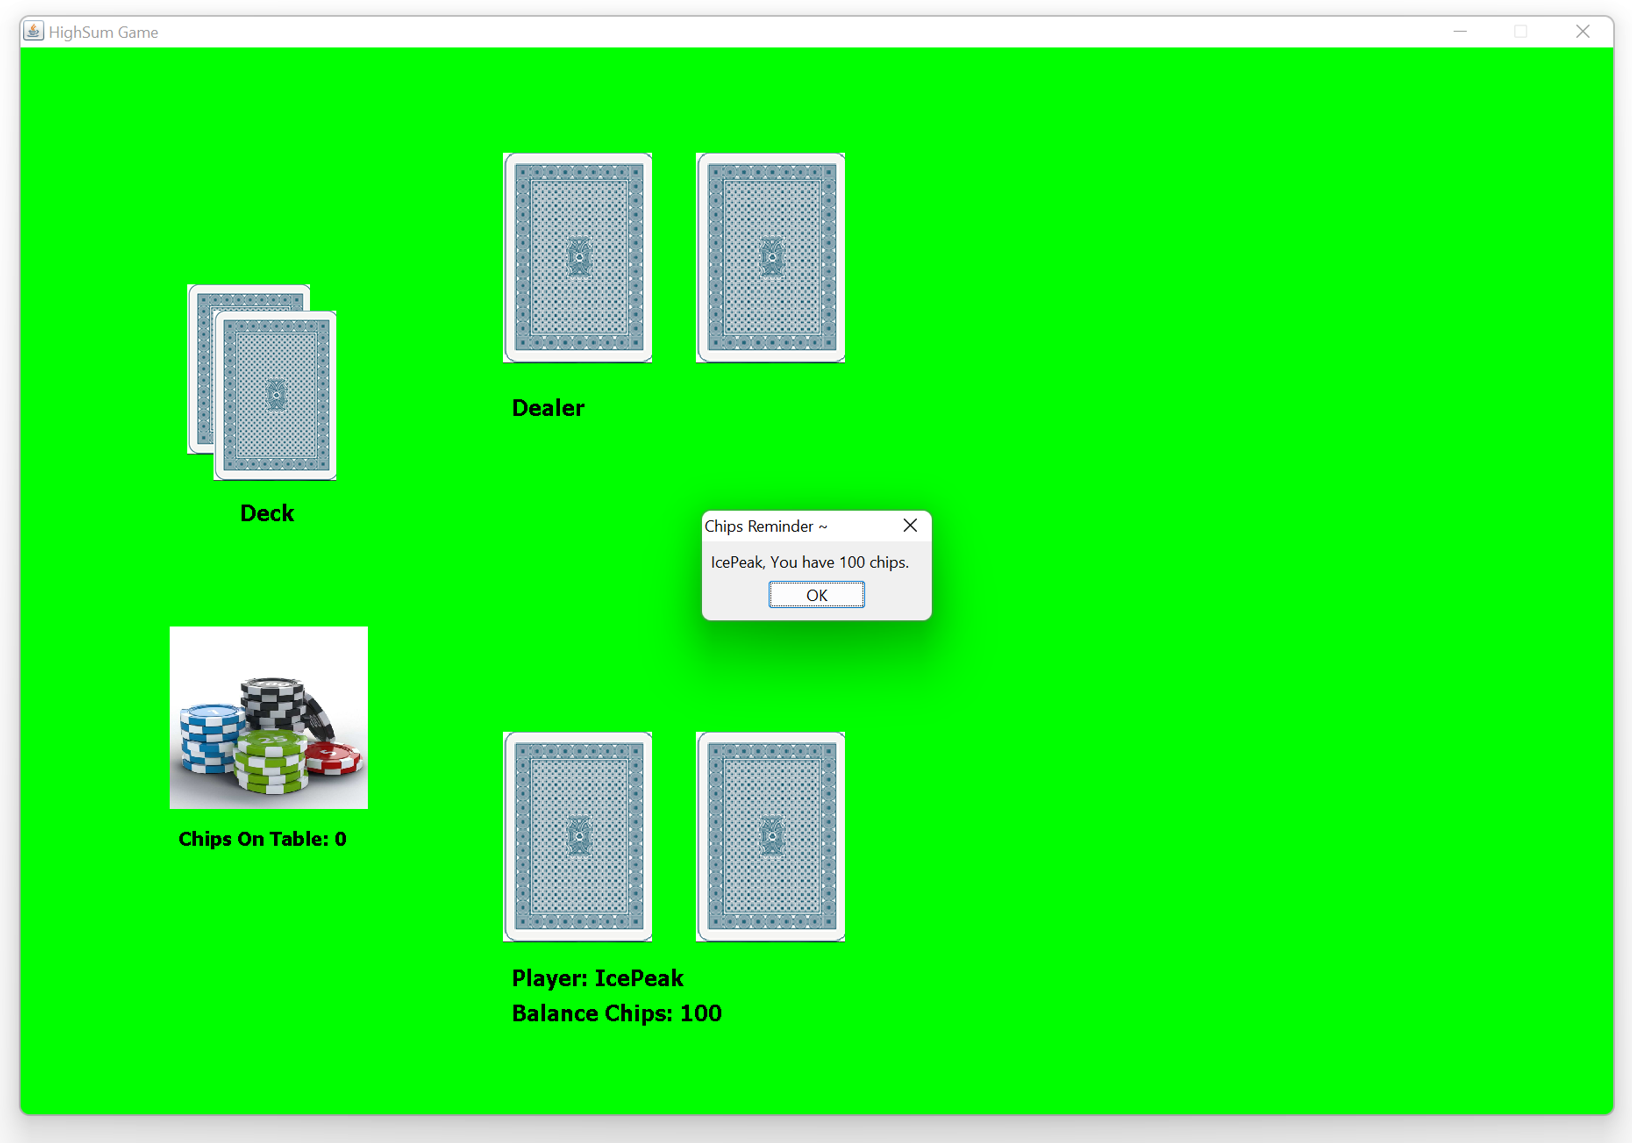 HighSum Game
Dealer
Deck
Chips Reminder ~
IcePeak, You have 100 chips.
OK
Chips On Table: 0
Player: IcePeak
Balance Chips: 100